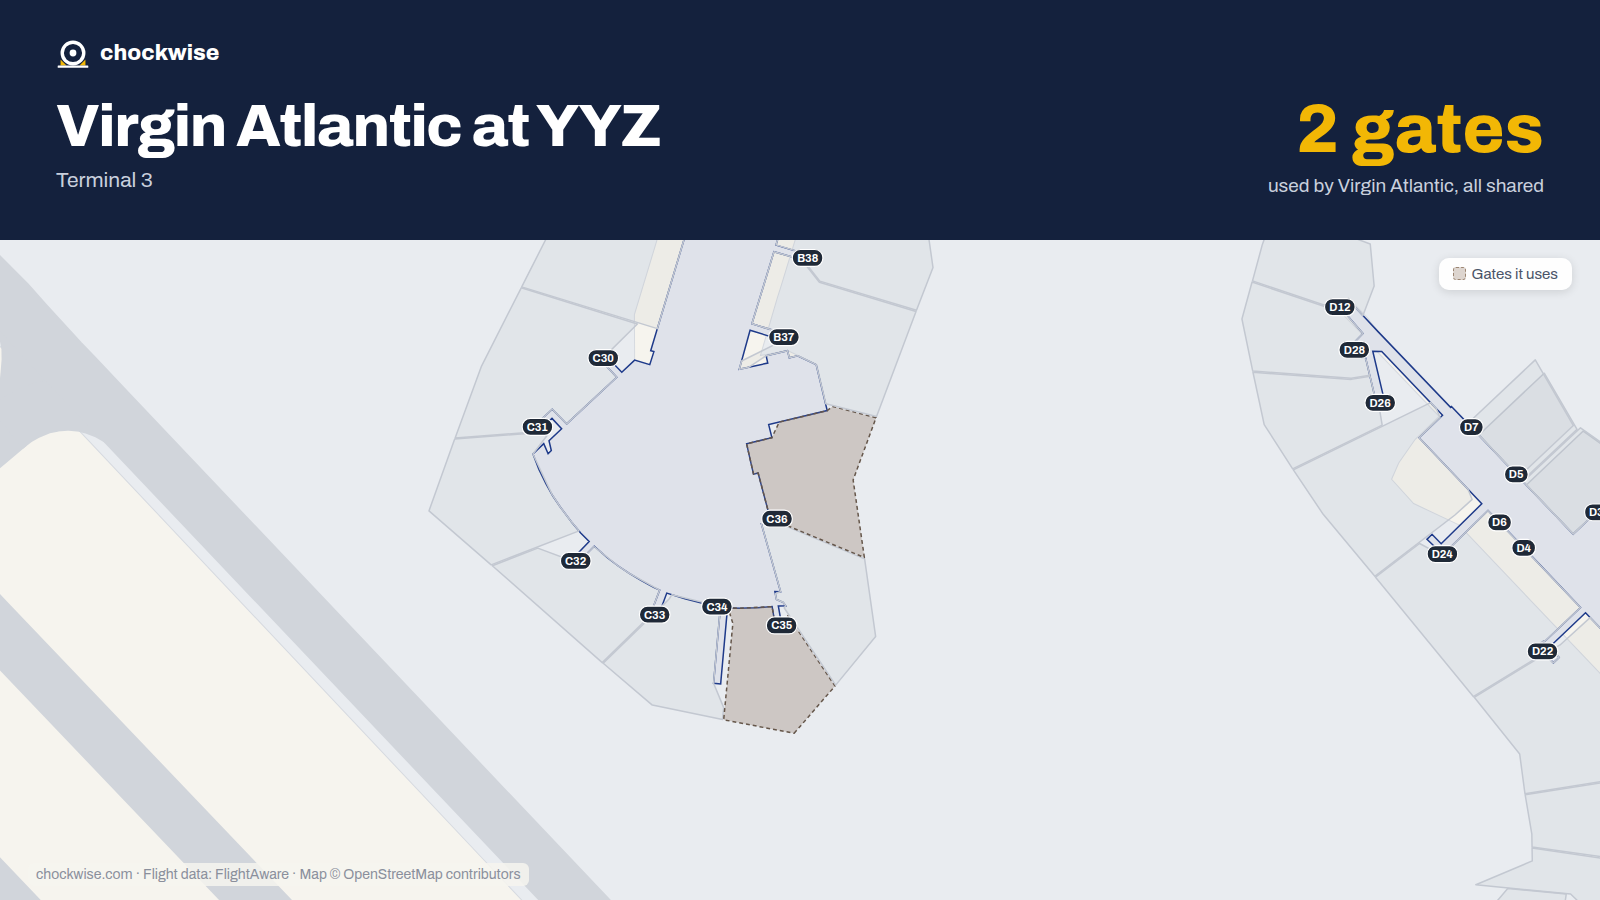 chockwise
Virgin Atlantic at YYZ
Terminal 3
2 gates
used by Virgin Atlantic, all shared
Gates it uses
B38
B37
C30
C31
C36
C32
C33
C34
C35
D12
D28
D26
D7
D5
D6
D4
D24
D22
chockwise.com · Flight data: FlightAware · Map © OpenStreetMap contributors